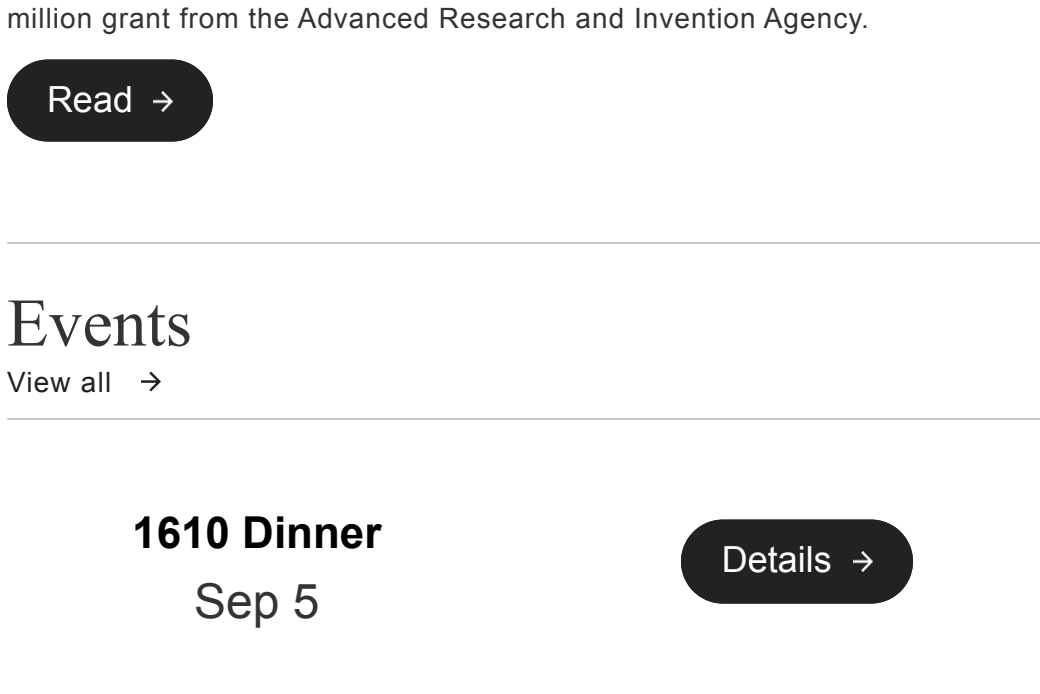 million grant from the Advanced Research and Invention Agency.
Read →
Events
View all →
1610 Dinner
Sep 5
Details →